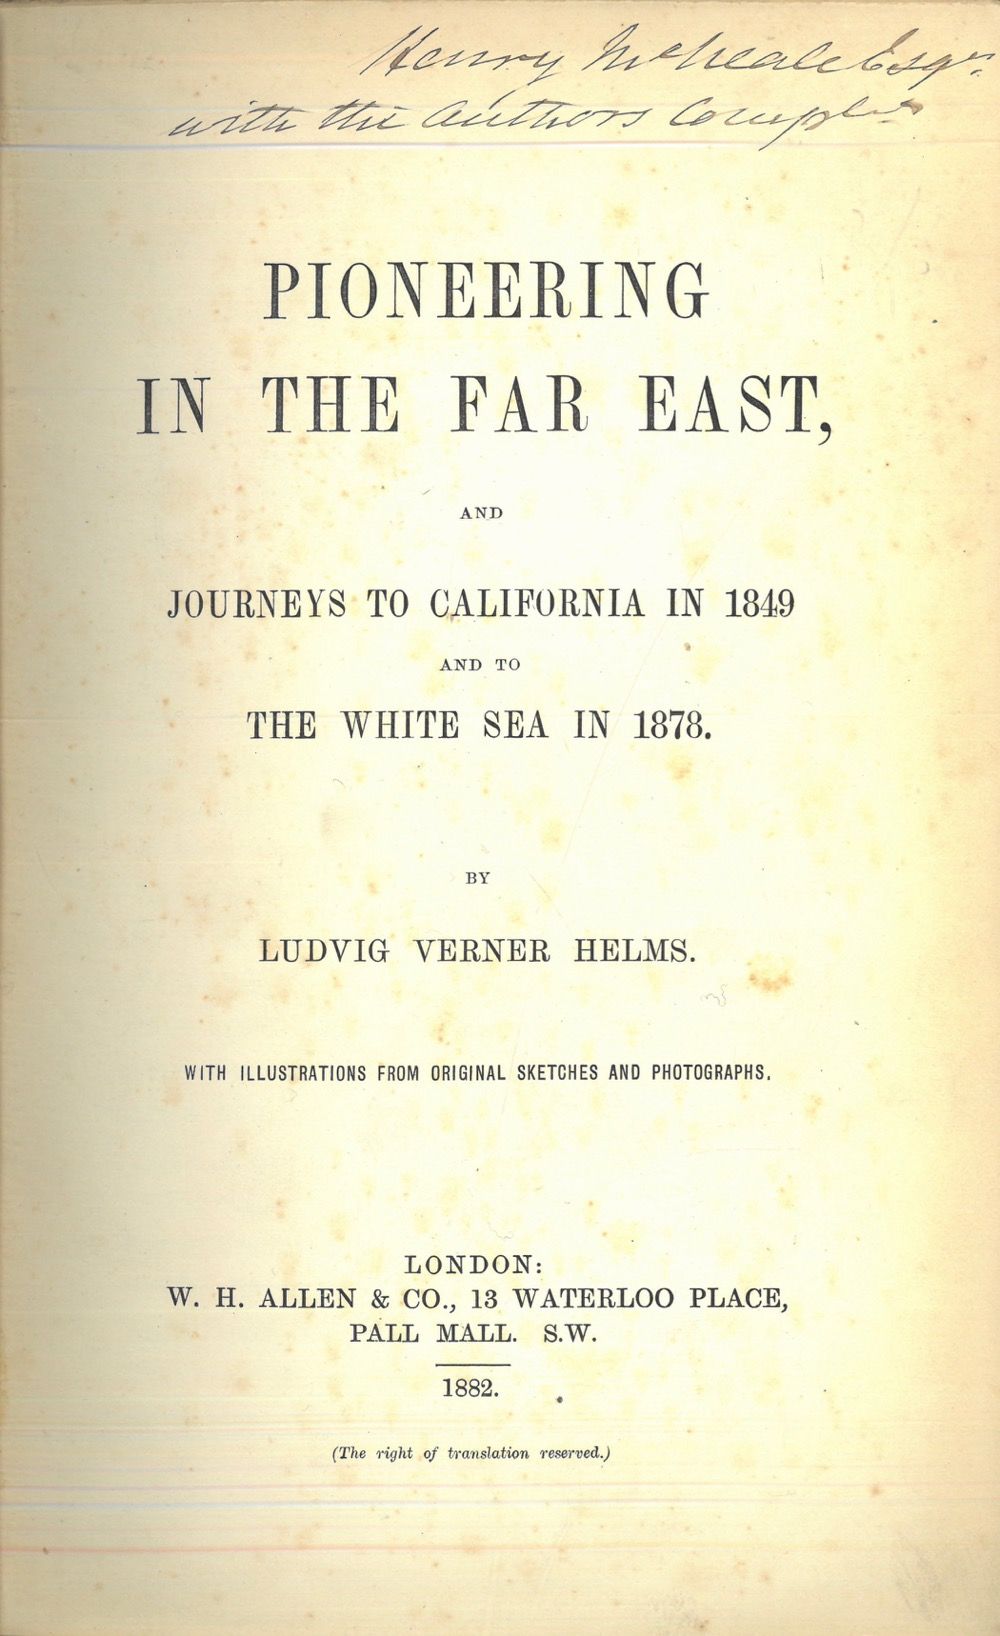 Henry McNeale Esqr.
with the Authors Complts
PIONEERING
IN THE FAR EAST,
AND
JOURNEYS TO CALIFORNIA IN 1849
AND TO
THE WHITE SEA IN 1878.
BY
LUDVIG VERNER HELMS.
WITH ILLUSTRATIONS FROM ORIGINAL SKETCHES AND PHOTOGRAPHS.
LONDON:
W. H. ALLEN & CO., 13 WATERLOO PLACE,
PALL MALL. S.W.
1882.
(The right of translation reserved.)